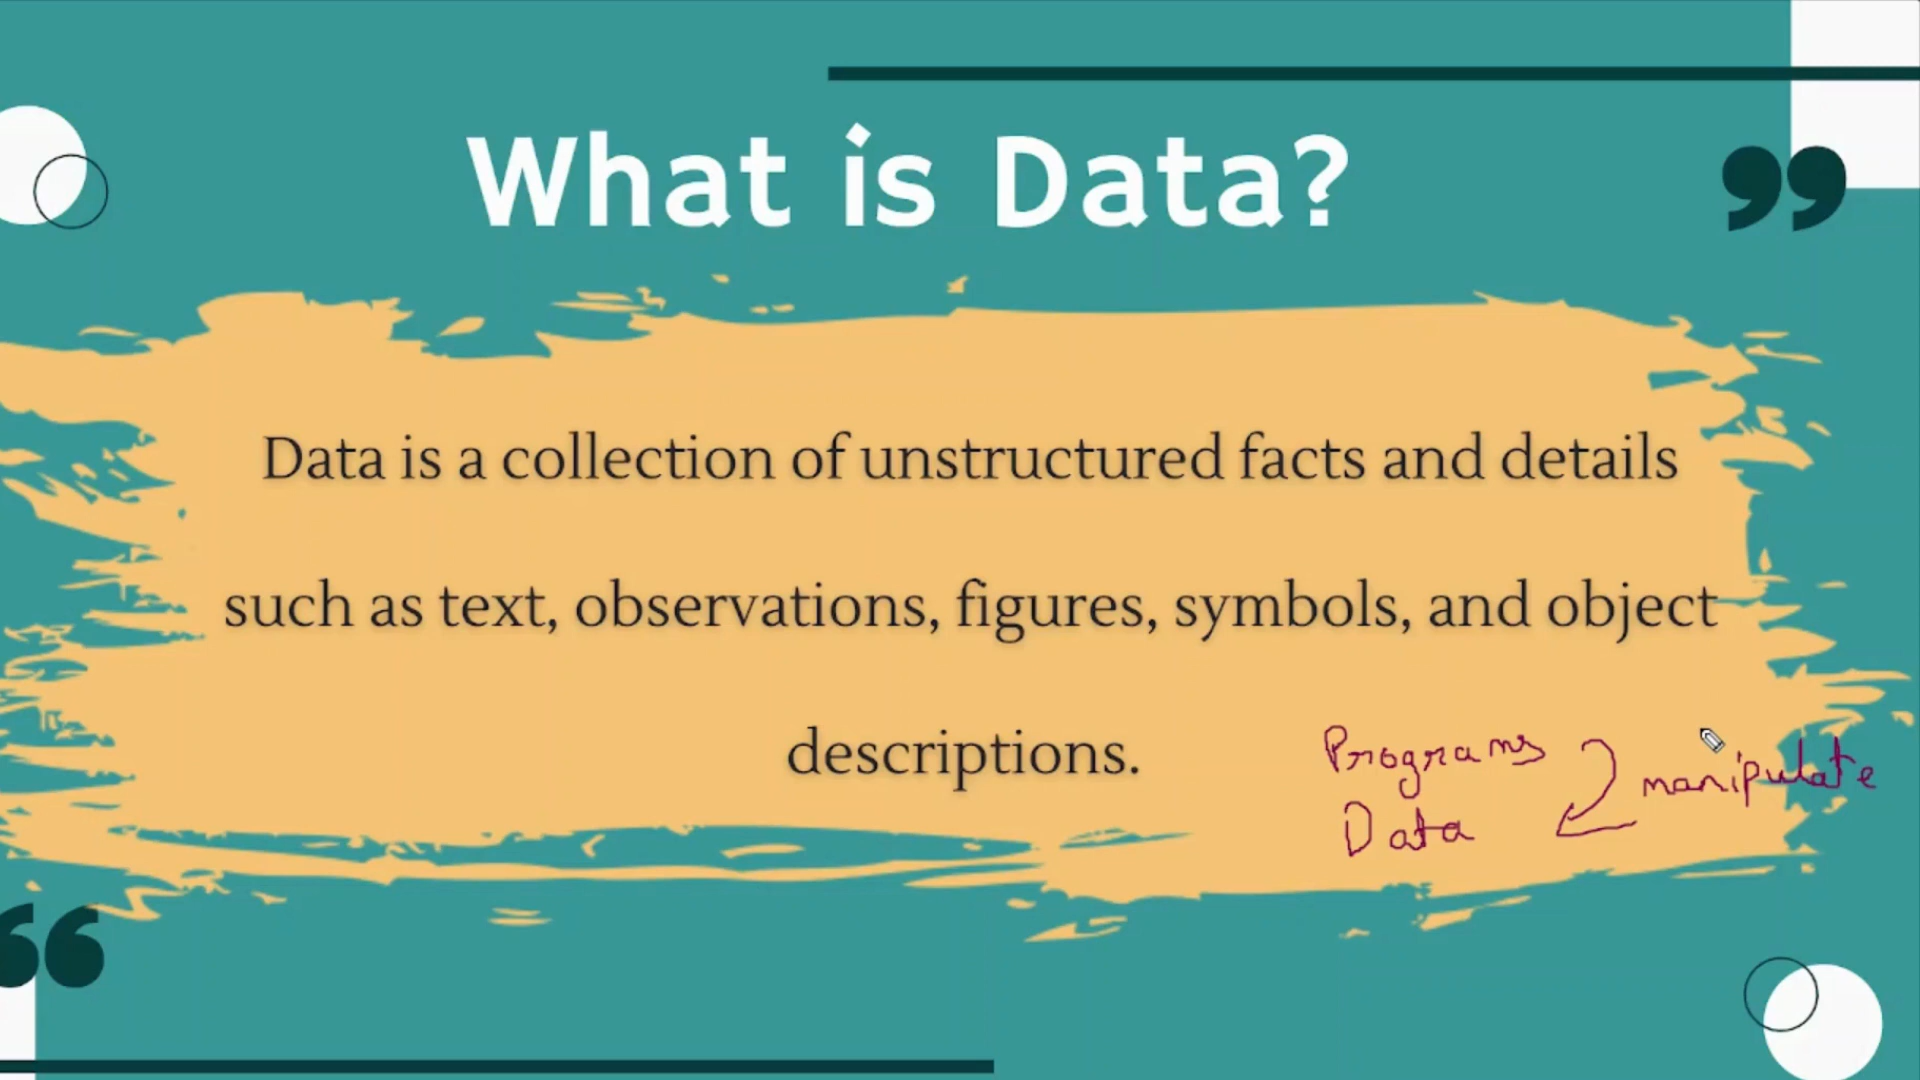 What is Data?
Data is a collection of unstructured facts and details
such as text, observations, figures, symbols, and object
descriptions.
Programs
manipulate
Data